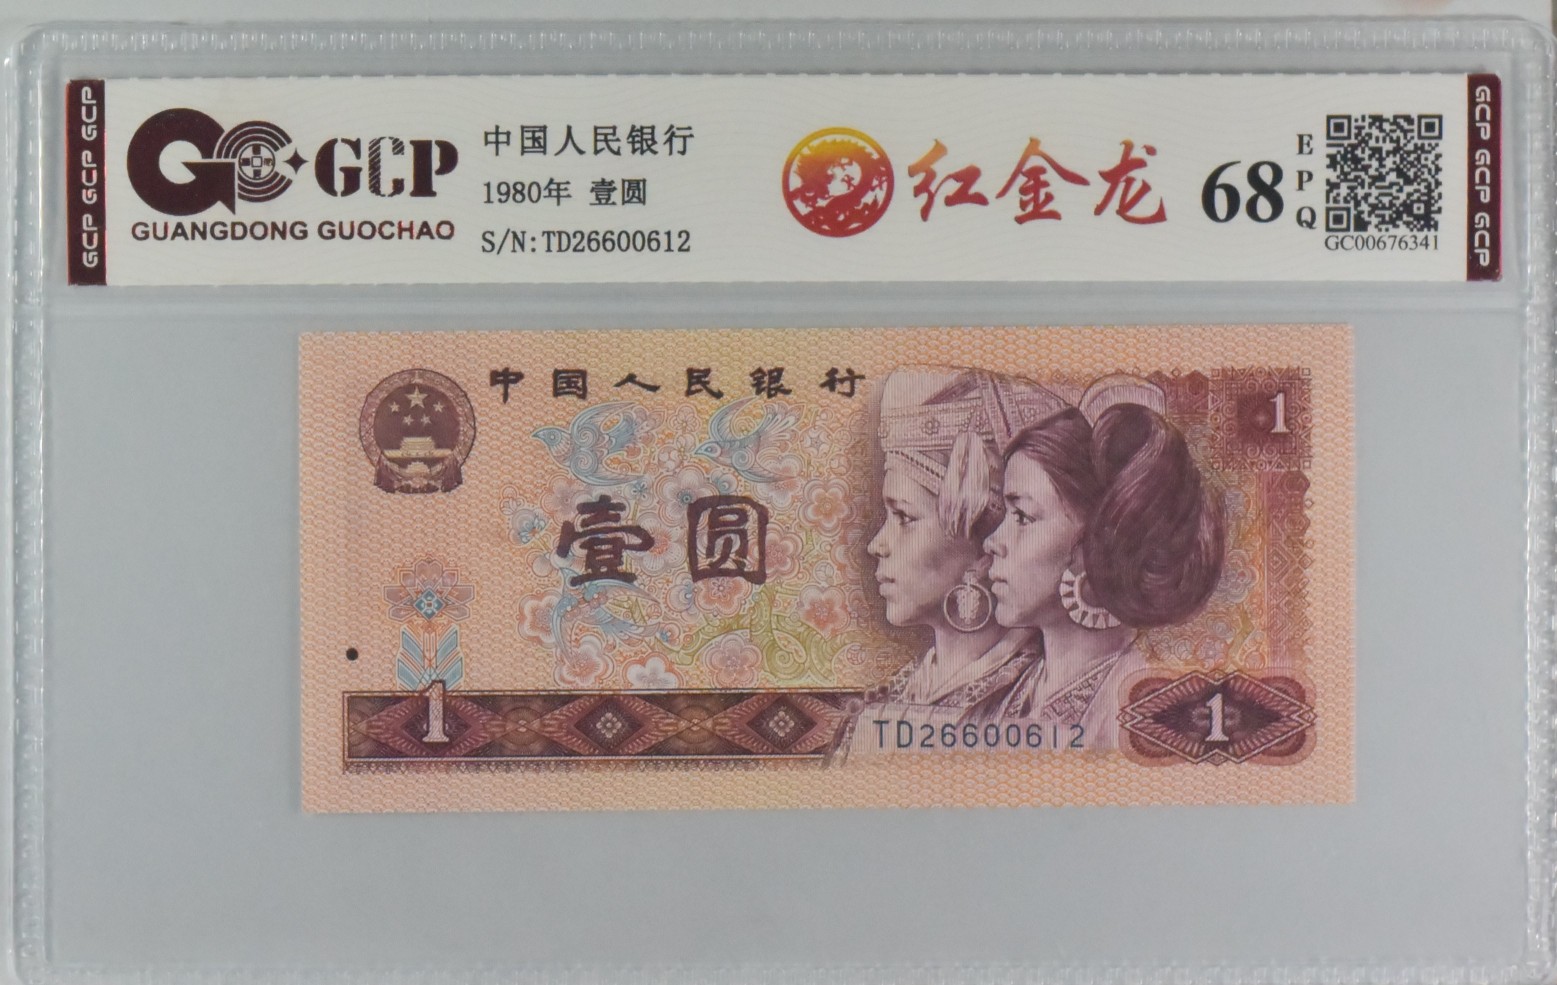 GCP GCP GCP
GCP
GUANGDONG GUOCHAO
中国人民银行
1980年 壹圆
S/N:TD26600612
红金龙
68
EPQ
GC00676341
GCP GCP GCP
中国人民银行
1
壹圆
1
TD26600612
1